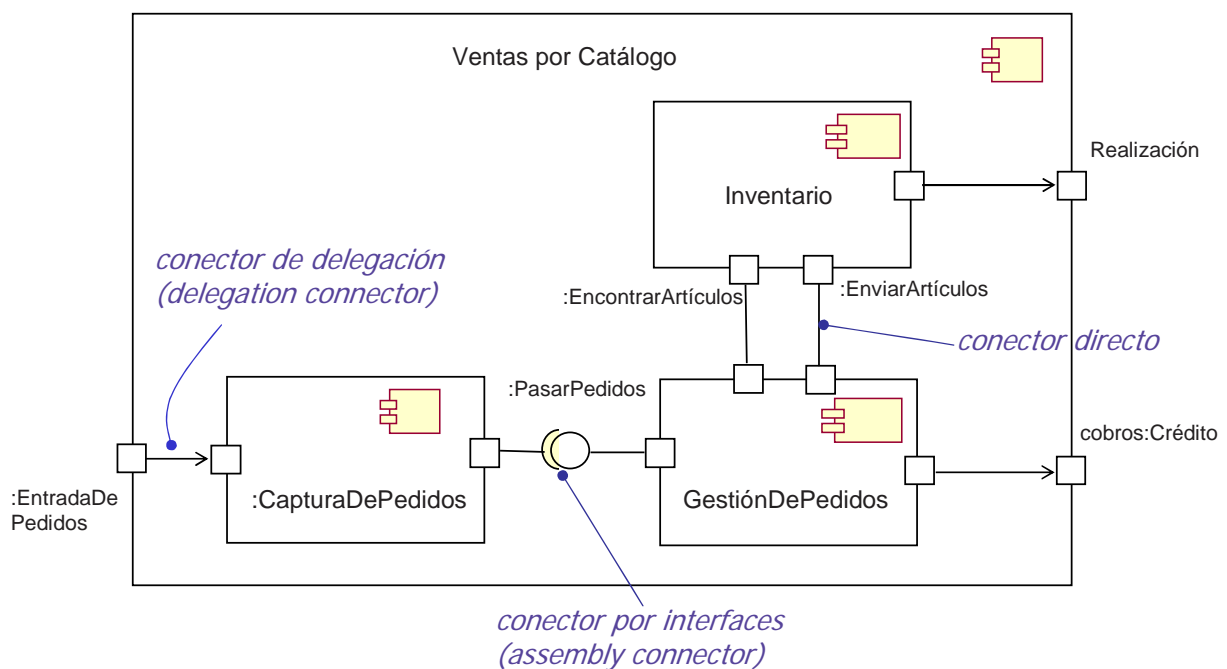 Ventas por Catálogo
Realización
Inventario
conector de delegación
(delegation connector)
:EncontrarArtículos
:EnviarArtículos
conector directo
:PasarPedidos
cobros:Crédito
:EntradaDe
Pedidos
:CapturaDePedidos
GestiónDePedidos
conector por interfaces
(assembly connector)